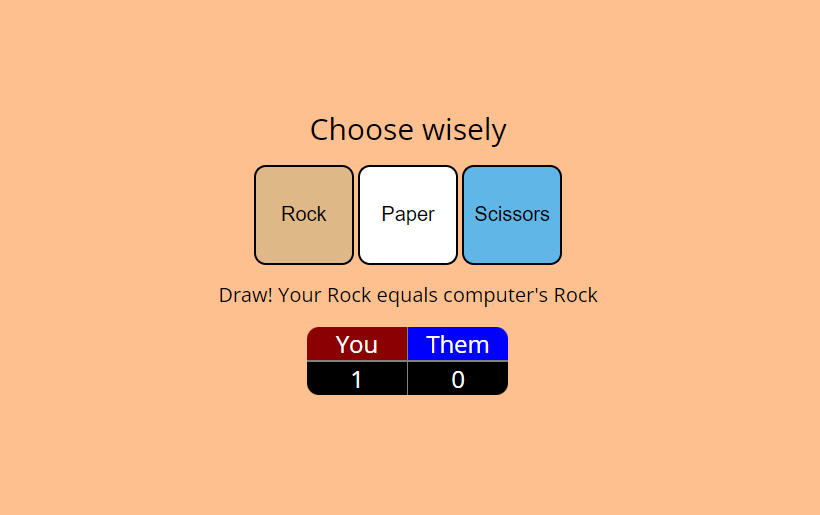 Choose wisely
Rock Paper Scissors
Draw! Your Rock equals computer's Rock
You Them
1 0